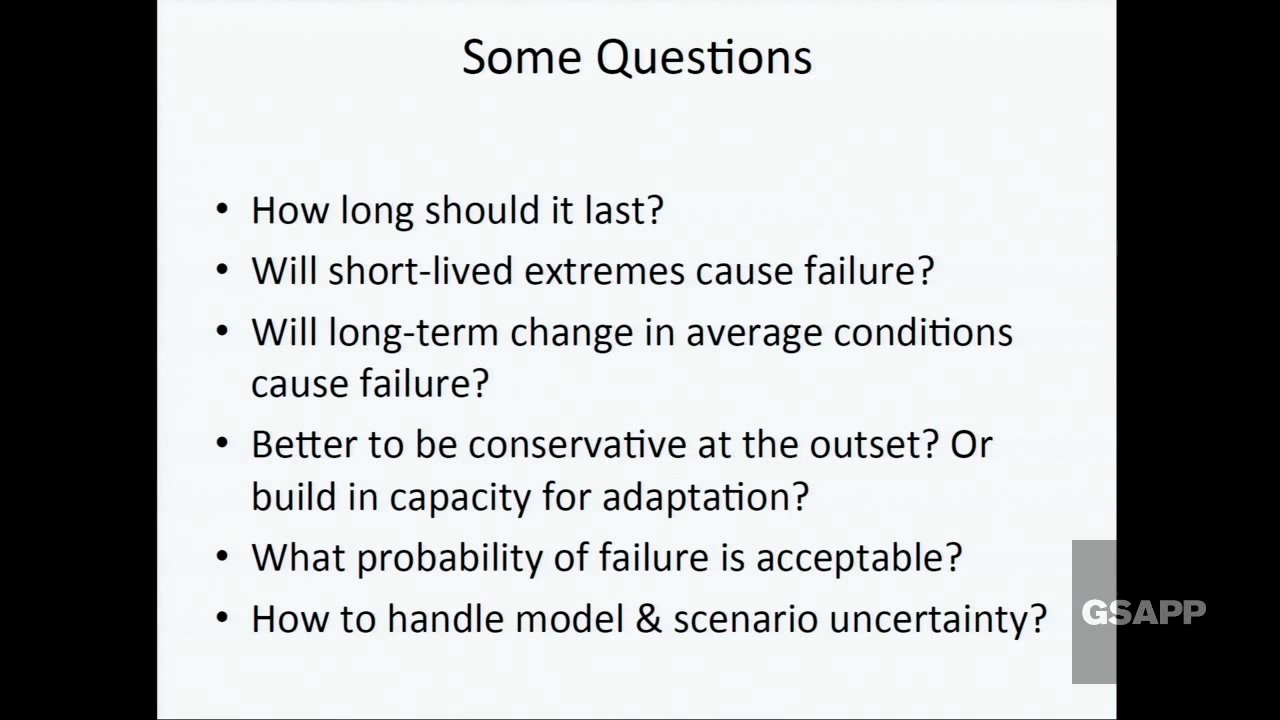 Some Questions
• How long should it last?
• Will short-lived extremes cause failure?
• Will long-term change in average conditions
cause failure?
• Better to be conservative at the outset? Or
build in capacity for adaptation?
• What probability of failure is acceptable?
• How to handle model & scenario uncertainty?
GSAPP